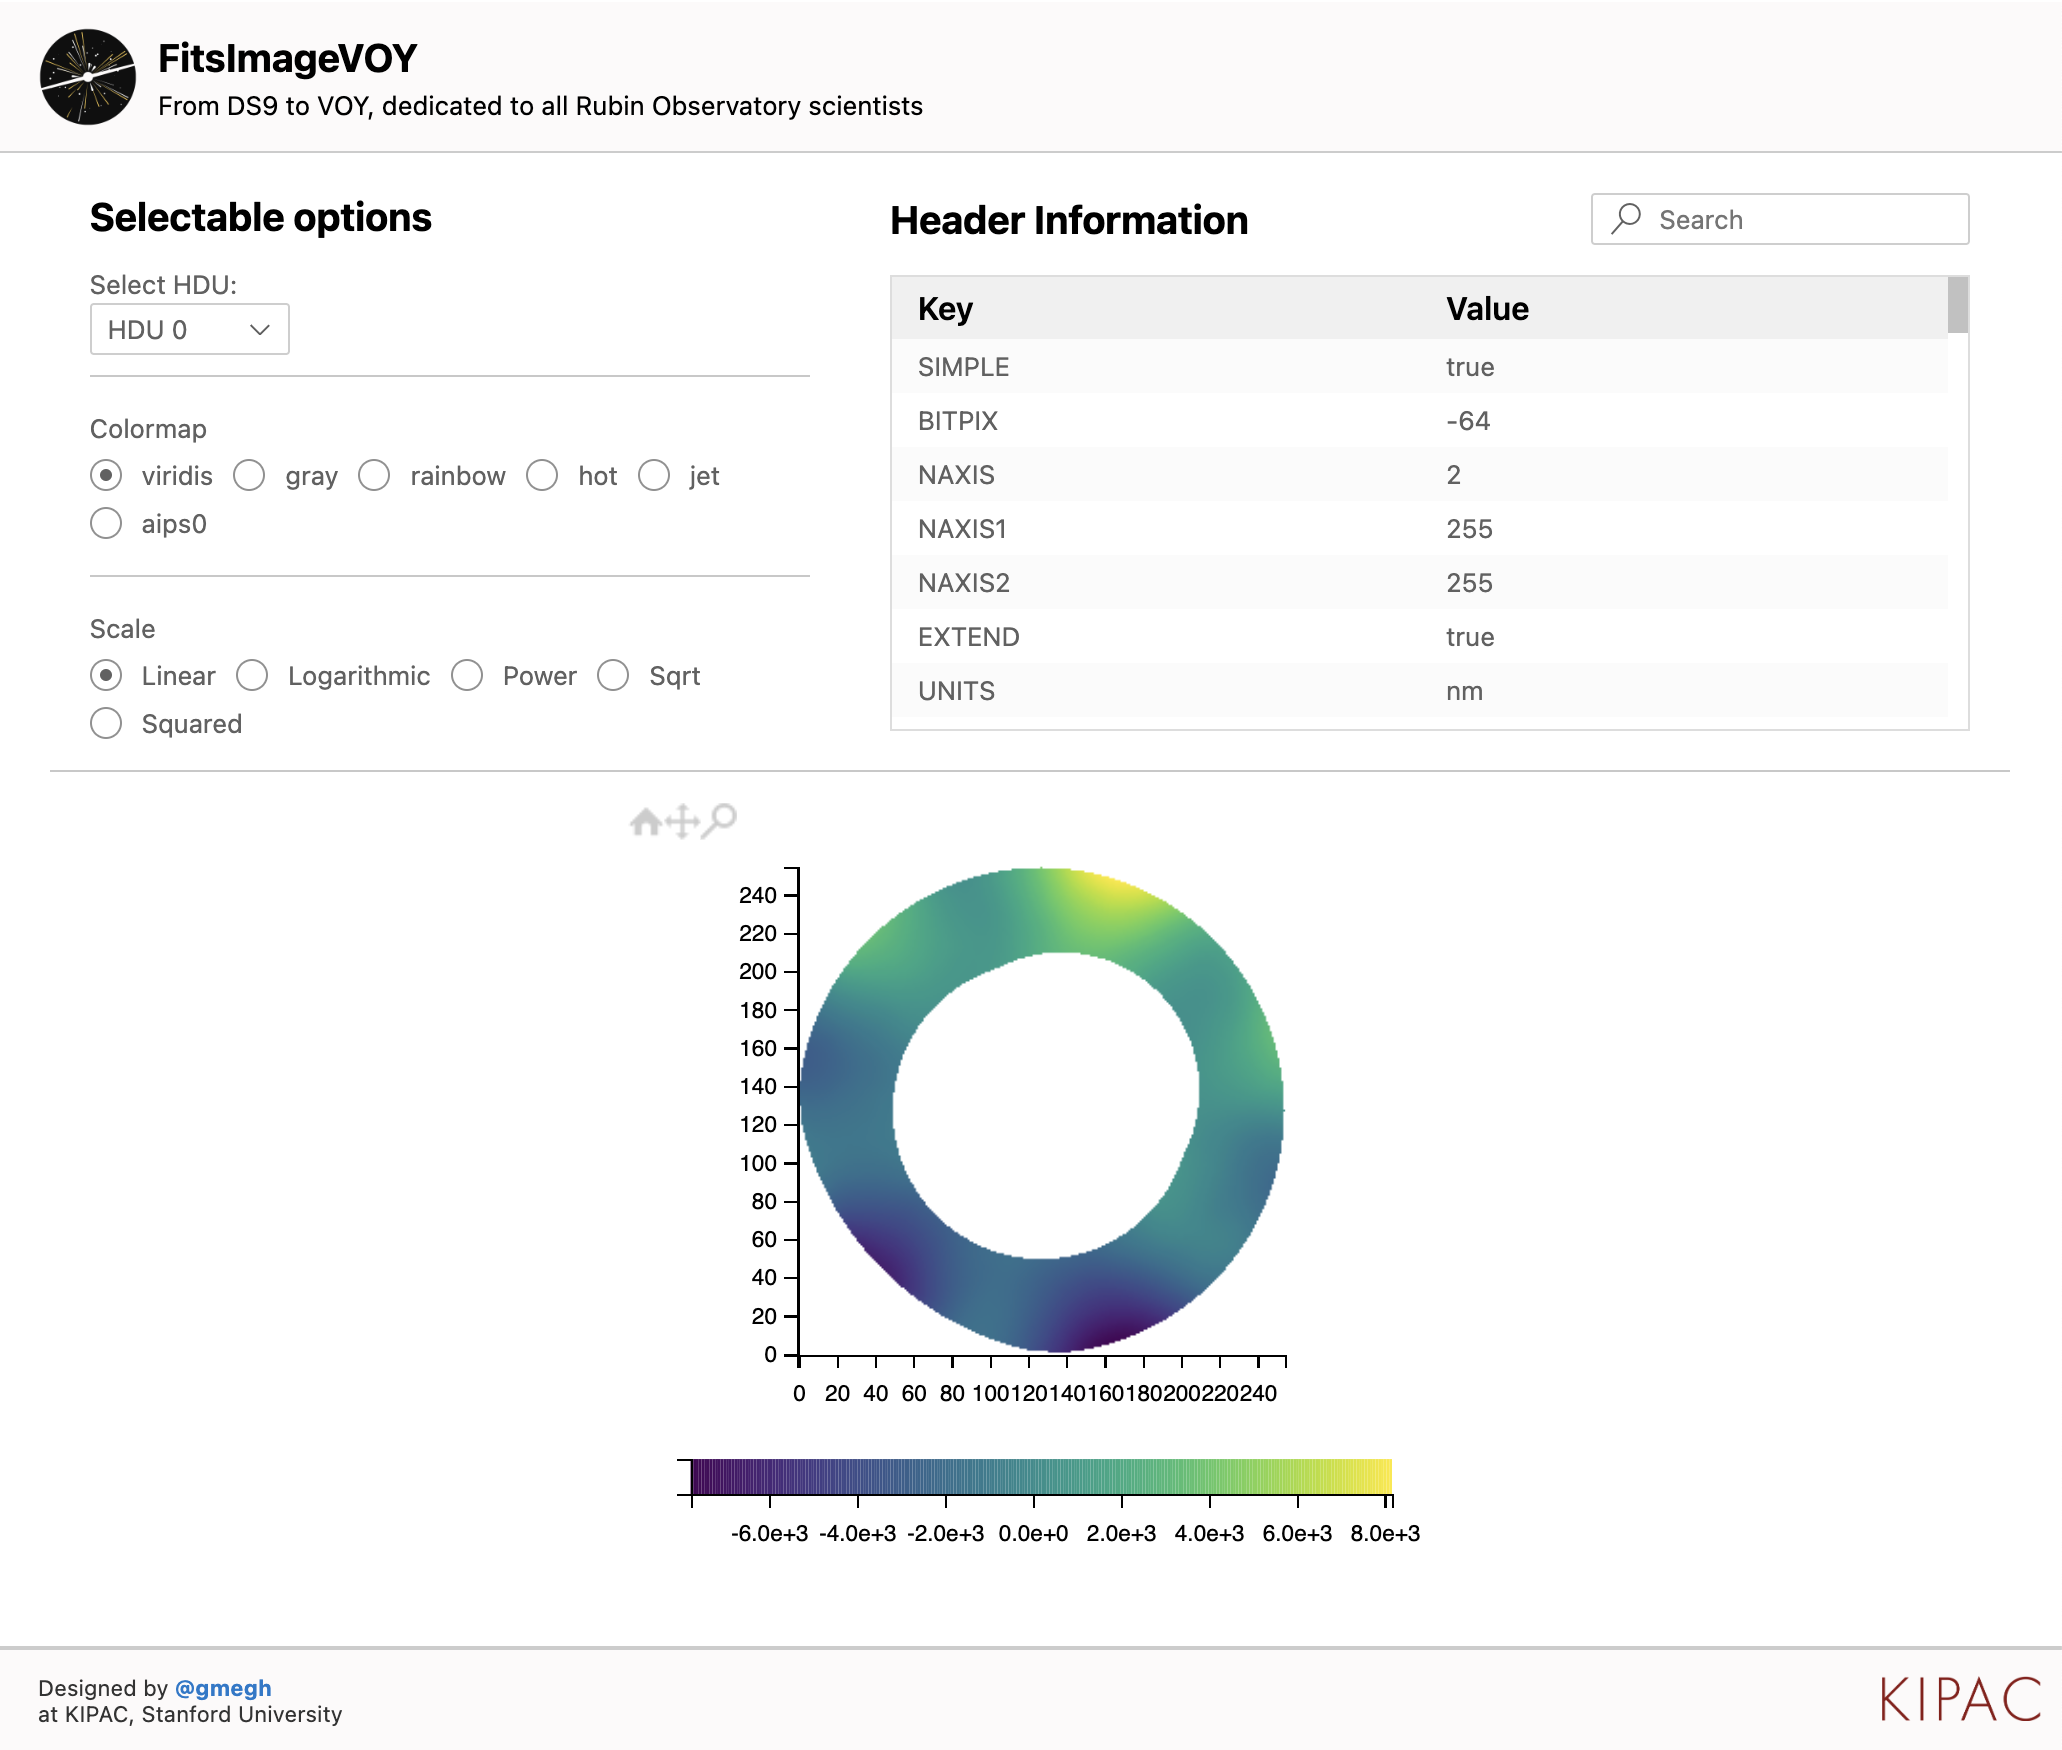 FitsImageVOY
From DS9 to VOY, dedicated to all Rubin Observatory scientists
Selectable options
Select HDU:
HDU 0
Colormap
viridis gray rainbow hot jet
aips0
Scale
Linear Logarithmic Power Sqrt
Squared
Header Information
Search
Key Value
SIMPLE true
BITPIX -64
NAXIS 2
NAXIS1 255
NAXIS2 255
EXTEND true
UNITS nm
240
220
200
180
160
140
120
100
80
60
40
20
0
0 20 40 60 80 100 120 140 160 180 200 220 240
-6.0e+3 -4.0e+3 -2.0e+3 0.0e+0 2.0e+3 4.0e+3 6.0e+3 8.0e+3
Designed by @gmegh
at KIPAC, Stanford University
KIPAC